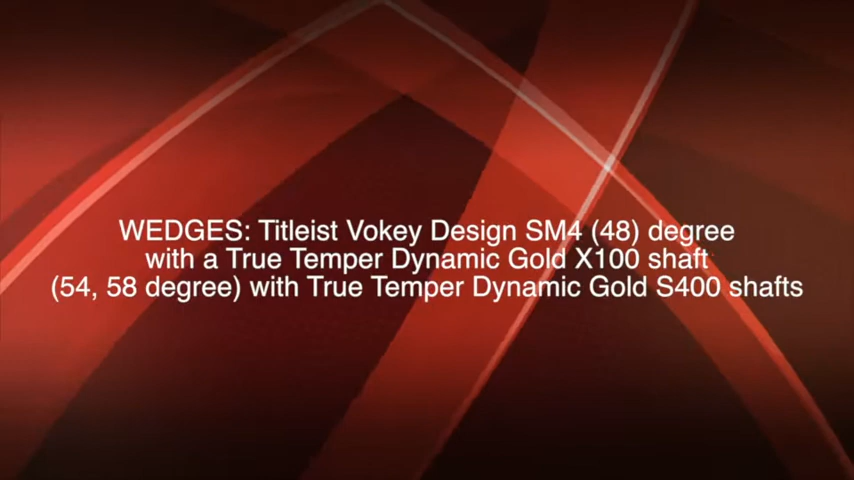 WEDGES: Titleist Vokey Design SM4 (48) degree
with a True Temper Dynamic Gold X100 shaft
(54, 58 degree) with True Temper Dynamic Gold S400 shafts